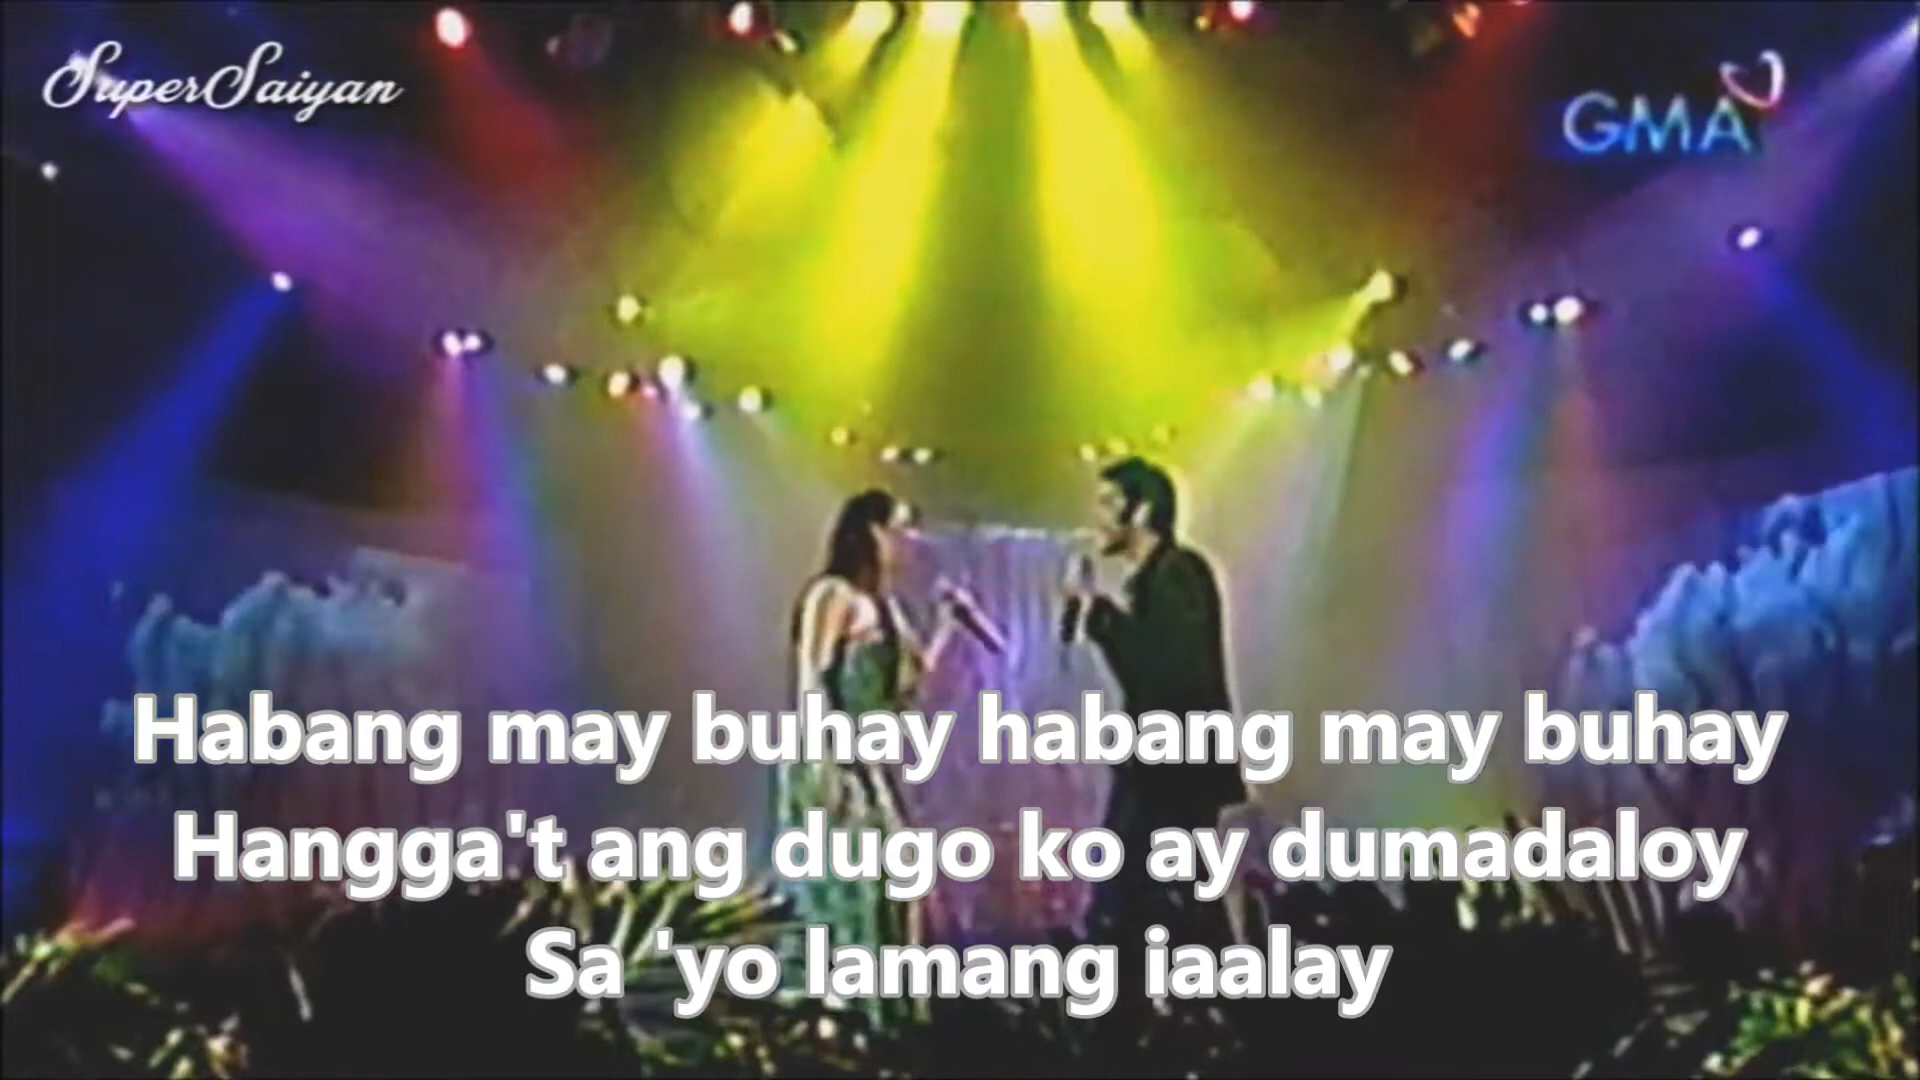 SuperSaiyan
GMA
Habang may buhay habang may buhay
Hangga't ang dugo ko ay dumadaloy
Sa 'yo lamang iaalay